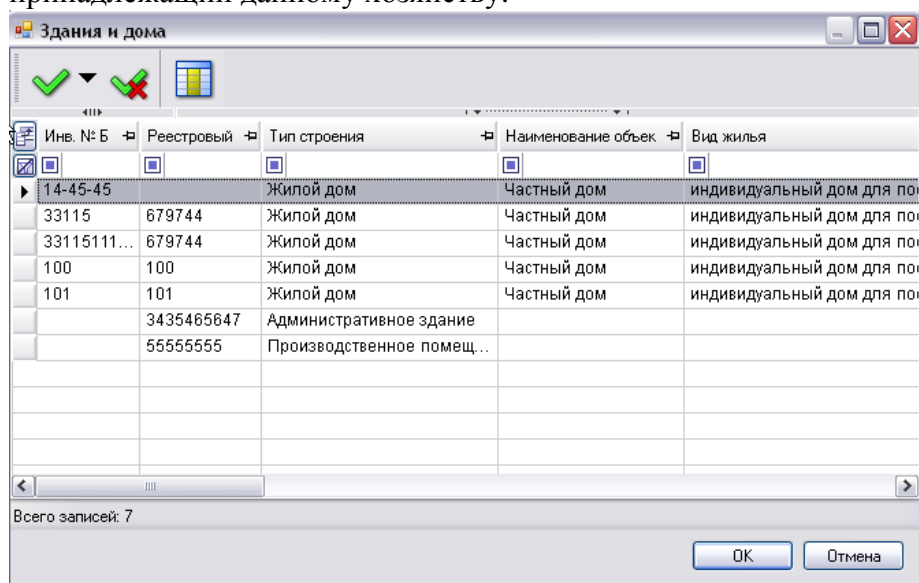 принадлежащий данному хозяйству.
Здания и дома
Инв. № Б Реестровый Тип строения Наименование объек Вид жилья
14-45-45 Жилой дом Частный дом индивидуальный дом для по
33115 679744 Жилой дом Частный дом индивидуальный дом для по
33115111... 679744 Жилой дом Частный дом индивидуальный дом для по
100 100 Жилой дом Частный дом индивидуальный дом для по
101 101 Жилой дом Частный дом индивидуальный дом для по
3435465647 Административное здание
55555555 Производственное помещ...
Всего записей: 7
OK Отмена